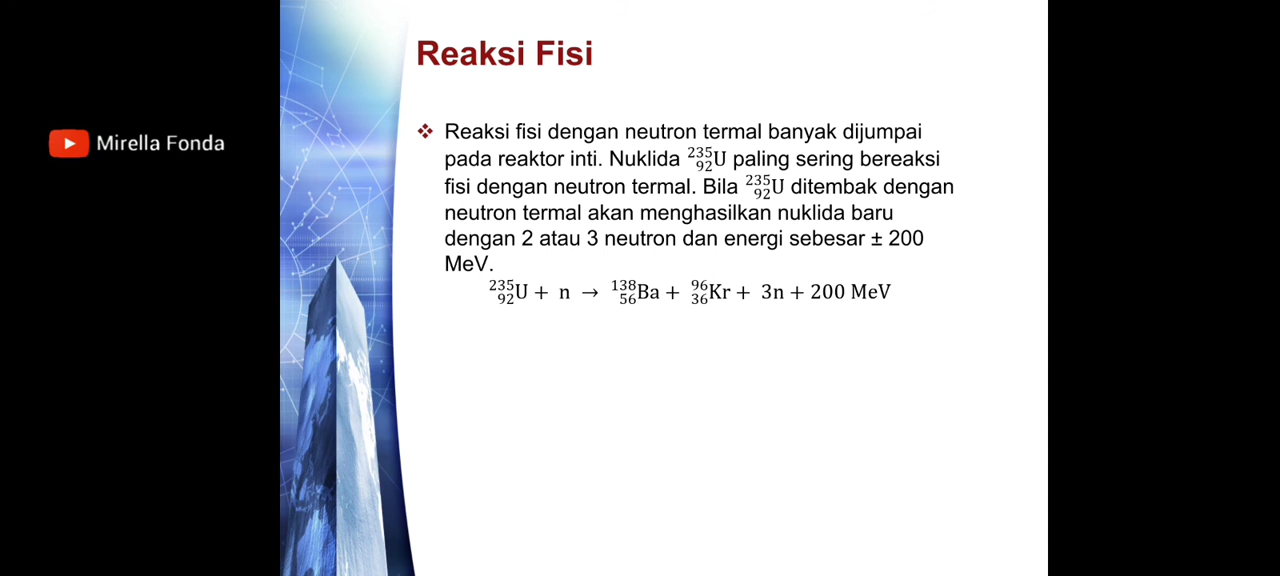 Reaksi Fisi
Mirella Fonda
❖ Reaksi fisi dengan neutron termal banyak dijumpai
pada reaktor inti. Nuklida ²³⁵₉₂U paling sering bereaksi
fisi dengan neutron termal. Bila ²³⁵₉₂U ditembak dengan
neutron termal akan menghasilkan nuklida baru
dengan 2 atau 3 neutron dan energi sebesar ± 200
MeV.
²³⁵₉₂U + n → ¹³⁸₅₆Ba + ⁹⁶₃₆Kr + 3n + 200 MeV